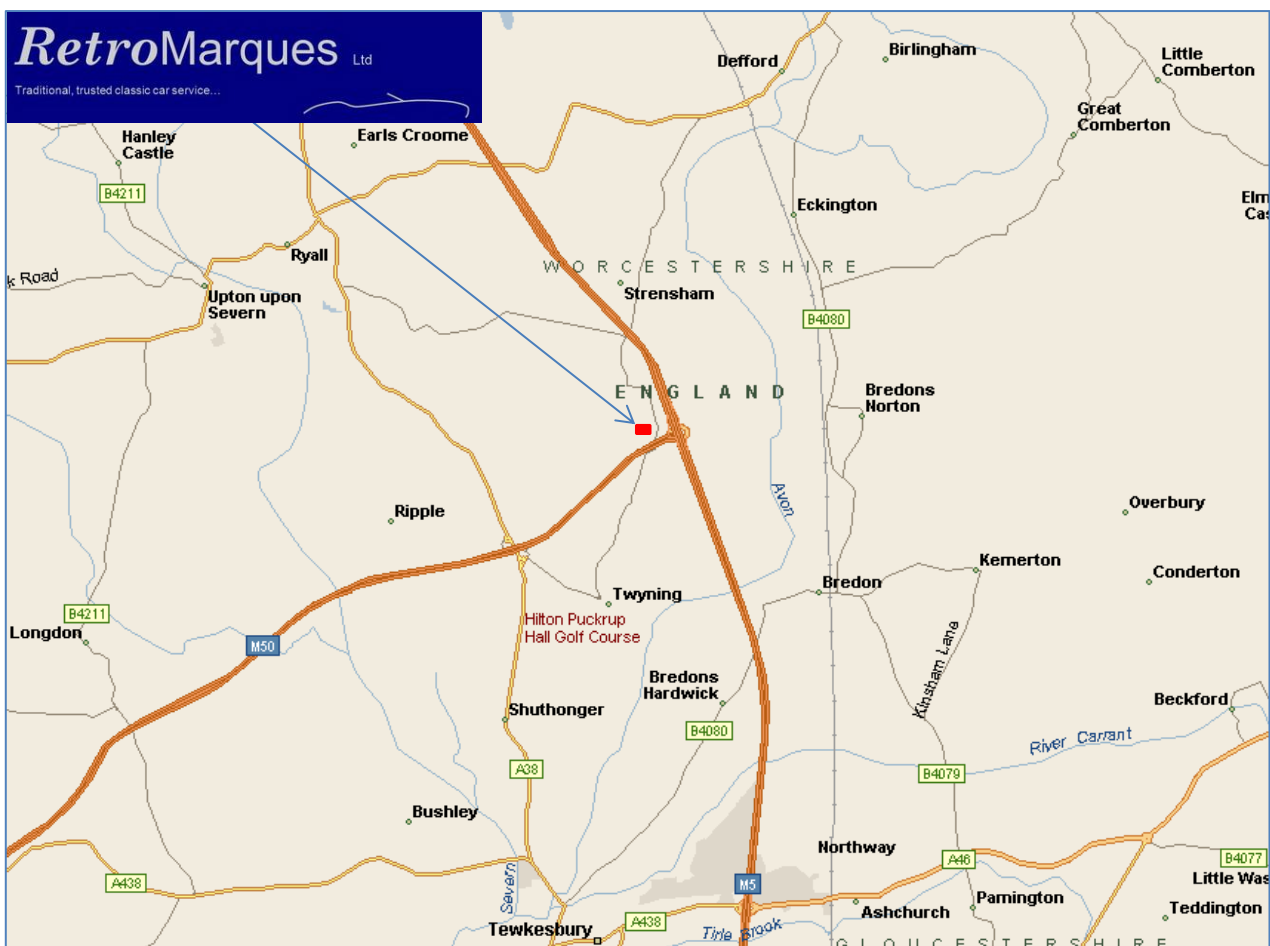 RetroMarques Ltd
Traditional, trusted classic car service...
Defford
Birlingham
Little
Comberton
Great
Comberton
Hanley
Castle
Earls Croome
B4211
Elm
Cas
Eckington
Ryall
WORCESTERSHIRE
k Road
Strensham
Upton upon
Severn
B4080
ENGLAND
Bredons
Norton
Avon
Ripple
Overbury
Kemerton
Conderton
Bredon
Twyning
B4211
Hilton Puckrup
Hall Golf Course
Longdon
M50
Kinsham Lane
Bredons
Hardwick
Beckford
Shuthonger
B4080
River Carrant
A38
B4079
Bushley
Northway
A46
B4077
A438
M5
Little Was
Severn
Parnington
Ashchurch
Teddington
A438
Tewkesbury
Tirle Brook
GLOUCESTERSHIRE